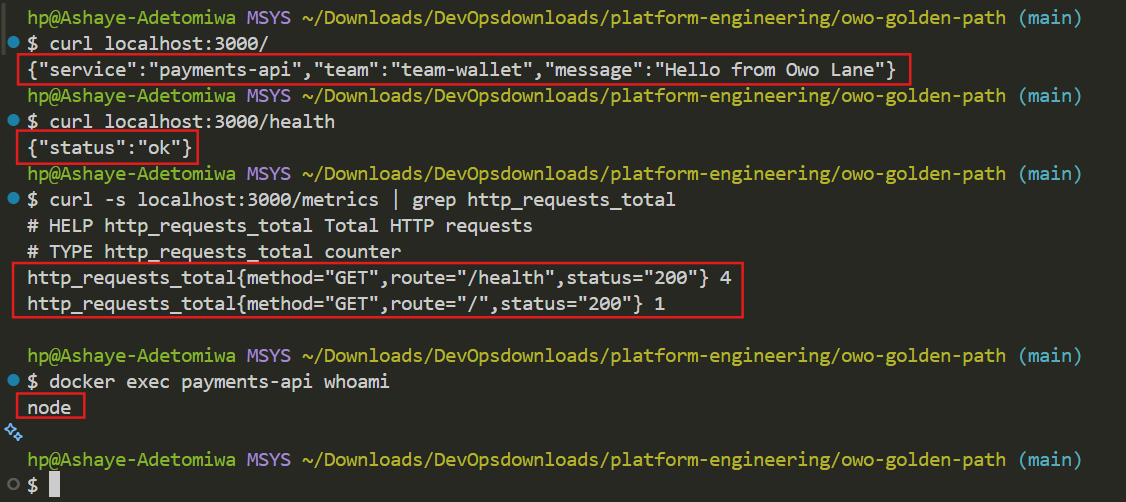 hp@Ashaye-Adetomiwa MSYS ~/Downloads/DevOpsdownloads/platform-engineering/owo-golden-path (main)
$ curl localhost:3000/
{"service":"payments-api","team":"team-wallet","message":"Hello from Owo Lane"}
hp@Ashaye-Adetomiwa MSYS ~/Downloads/DevOpsdownloads/platform-engineering/owo-golden-path (main)
$ curl localhost:3000/health
{"status":"ok"}
hp@Ashaye-Adetomiwa MSYS ~/Downloads/DevOpsdownloads/platform-engineering/owo-golden-path (main)
$ curl -s localhost:3000/metrics | grep http_requests_total
# HELP http_requests_total Total HTTP requests
# TYPE http_requests_total counter
http_requests_total{method="GET",route="/health",status="200"} 4
http_requests_total{method="GET",route="/",status="200"} 1
hp@Ashaye-Adetomiwa MSYS ~/Downloads/DevOpsdownloads/platform-engineering/owo-golden-path (main)
$ docker exec payments-api whoami
node
hp@Ashaye-Adetomiwa MSYS ~/Downloads/DevOpsdownloads/platform-engineering/owo-golden-path (main)
$